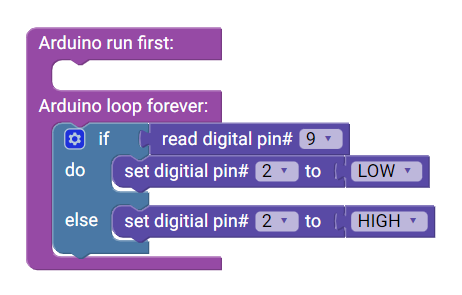 Arduino run first:
Arduino loop forever:
if read digital pin# 9
do set digitial pin# 2 to LOW
else set digitial pin# 2 to HIGH